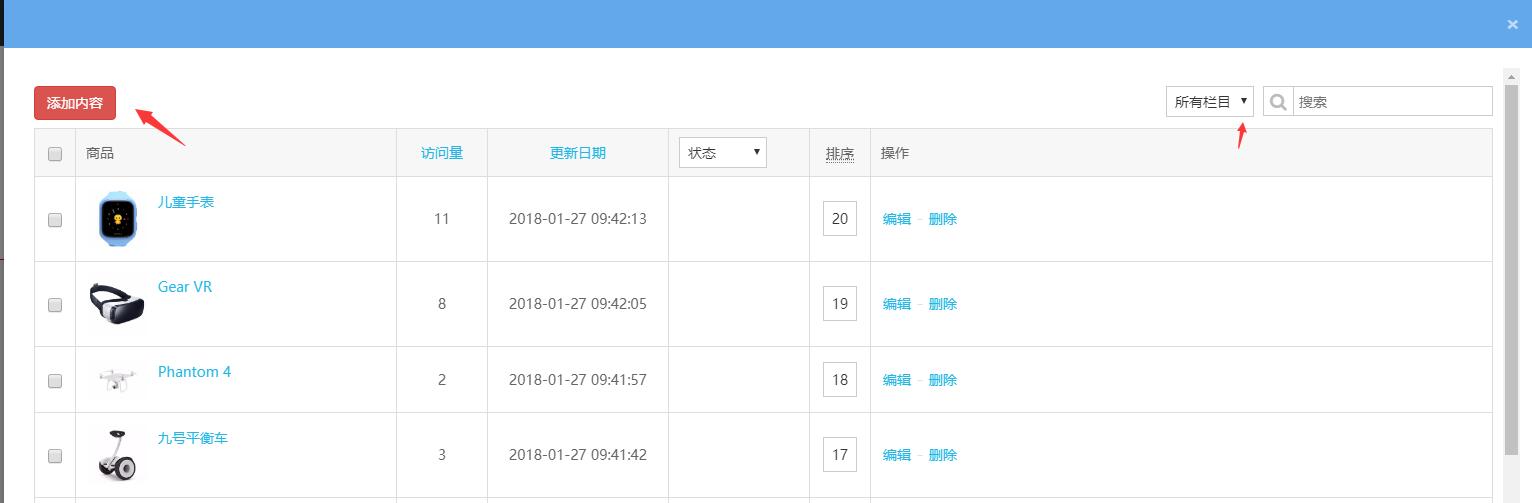 ×
添加内容
所有栏目
搜索
商品 访问量 更新日期 状态 排序 操作
儿童手表
11 2018-01-27 09:42:13 20 编辑 - 删除
Gear VR
8 2018-01-27 09:42:05 19 编辑 - 删除
Phantom 4
2 2018-01-27 09:41:57 18 编辑 - 删除
九号平衡车
3 2018-01-27 09:41:42 17 编辑 - 删除